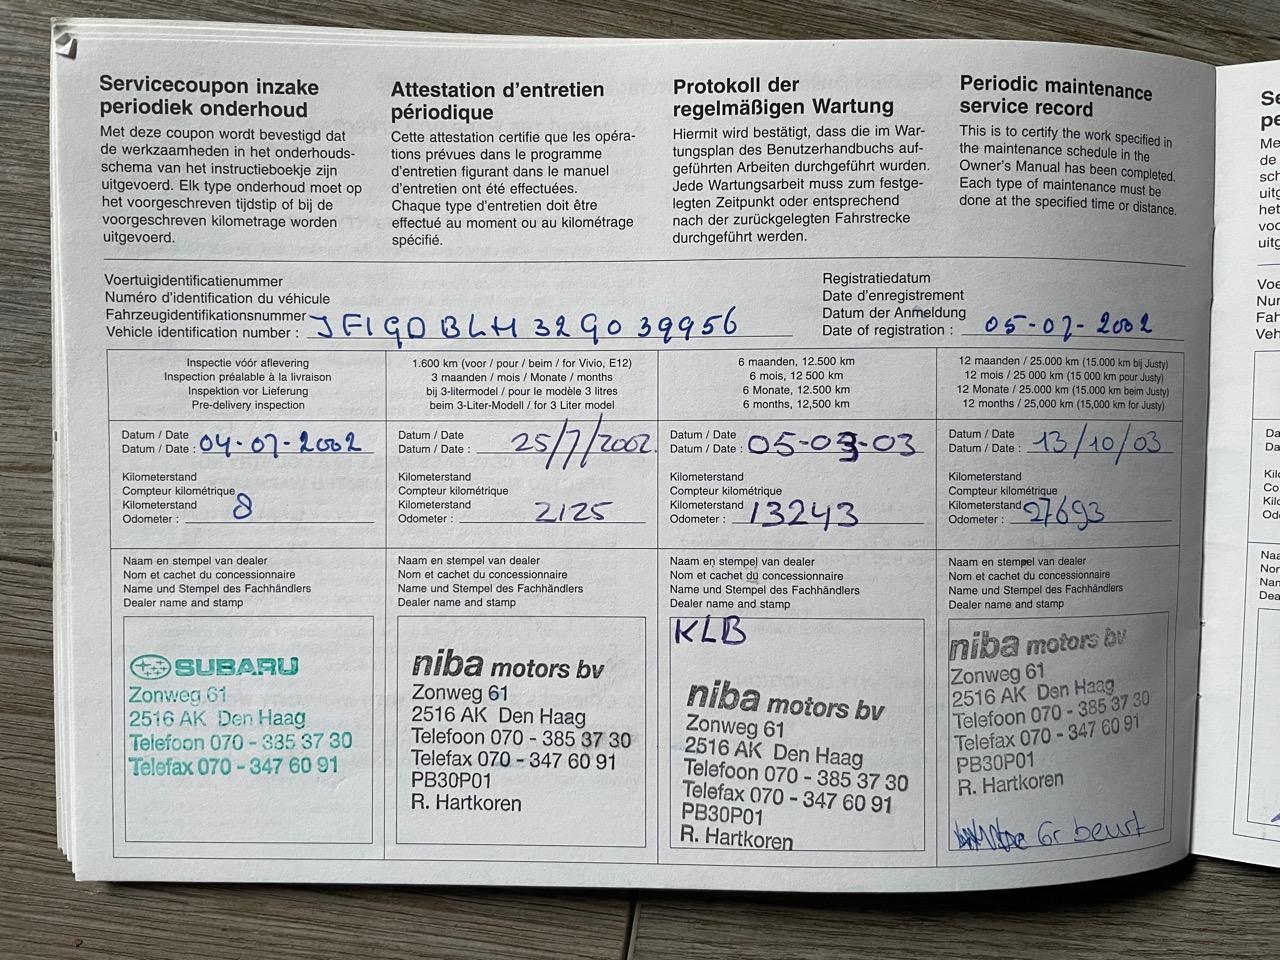 Servicecoupon inzake
periodiek onderhoud
Met deze coupon wordt bevestigd dat
de werkzaamheden in het onderhouds-
schema van het instructieboekje zijn
uitgevoerd. Elk type onderhoud moet op
het voorgeschreven tijdstip of bij de
voorgeschreven kilometrage worden
uitgevoerd.
Attestation d'entretien
périodique
Cette attestation certifie que les opéra-
tions prévues dans le programme
d'entretien figurant dans le manuel
d'entretien ont été effectuées.
Chaque type d'entretien doit être
effectué au moment ou au kilométrage
spécifié.
Protokoll der
regelmäßigen Wartung
Hiermit wird bestätigt, dass die im War-
tungsplan des Benutzerhandbuchs auf-
geführten Arbeiten durchgeführt wurden.
Jede Wartungsarbeit muss zum festge-
legten Zeitpunkt oder entsprechend
nach der zurückgelegten Fahrstrecke
durchgeführt werden.
Periodic maintenance
service record
This is to certify the work specified in
the maintenance schedule in the
Owner's Manual has been completed.
Each type of maintenance must be
done at the specified time or distance.
Voertuigidentificatienummer
Numéro d'identification du véhicule
Fahrzeugidentifikationsnummer
Vehicle identification number : JF1GDBLH32G039956
Registratiedatum
Date d'enregistrement
Datum der Anmeldung
Date of registration : 05-07-2002
Inspectie vóór aflevering
Inspection préalable à la livraison
Inspektion vor Lieferung
Pre-delivery inspection
1.600 km (voor / pour / beim / for Vivio, E12)
3 maanden / mois / Monate / months
bij 3-litermodel / pour le modèle 3 litres
beim 3-Liter-Modell / for 3 Liter model
6 maanden, 12.500 km
6 mois, 12 500 km
6 Monate, 12.500 km
6 months, 12,500 km
12 maanden / 25.000 km (15.000 km bij Justy)
12 mois / 25 000 km (15 000 km pour Justy)
12 Monate / 25.000 km (15.000 km beim Justy)
12 months / 25,000 km (15,000 km for Justy)
Datum / Date
Datum / Date : 04-07-2002
Datum / Date
Datum / Date : 25/7/2002
Datum / Date
Datum / Date : 05-03-03
Datum / Date
Datum / Date : 13/10/03
Kilometerstand
Compteur kilométrique
Kilometerstand
Odometer : 8
Kilometerstand
Compteur kilométrique
Kilometerstand
Odometer : 2125
Kilometerstand
Compteur kilométrique
Kilometerstand
Odometer : 13243
Kilometerstand
Compteur kilométrique
Kilometerstand
Odometer : 27693
Naam en stempel van dealer
Nom et cachet du concessionnaire
Name und Stempel des Fachhändlers
Dealer name and stamp
Naam en stempel van dealer
Nom et cachet du concessionnaire
Name und Stempel des Fachhändlers
Dealer name and stamp
Naam en stempel van dealer
Nom et cachet du concessionnaire
Name und Stempel des Fachhändlers
Dealer name and stamp
Naam en stempel van dealer
Nom et cachet du concessionnaire
Name und Stempel des Fachhändlers
Dealer name and stamp
SUBARU
Zonweg 61
2516 AK Den Haag
Telefoon 070 - 385 37 30
Telefax 070 - 347 60 91
niba motors bv
Zonweg 61
2516 AK Den Haag
Telefoon 070 - 385 37 30
Telefax 070 - 347 60 91
PB30P01
R. Hartkoren
KLB
niba motors bv
Zonweg 61
2516 AK Den Haag
Telefoon 070 - 385 37 30
Telefax 070 - 347 60 91
PB30P01
R. Hartkoren
niba motors bv
Zonweg 61
2516 AK Den Haag
Telefoon 070 - 385 37 30
Telefax 070 - 347 60 91
PB30P01
R. Hartkoren
Gr beurt